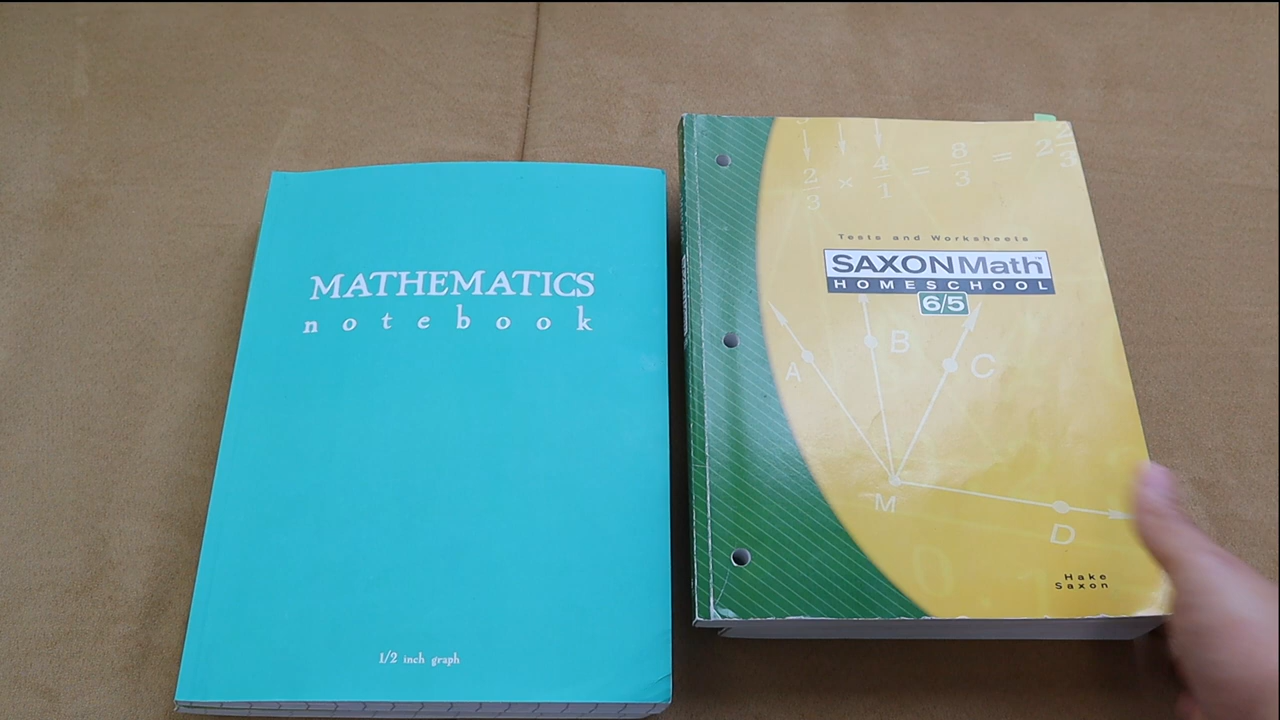 MATHEMATICS
notebook
1/2 inch graph
2/3 × 4/1 = 8/3 = 2 2/3
Tests and Worksheets
SAXON Math™
HOMESCHOOL
6/5
A
B
C
M
D
Hake
Saxon